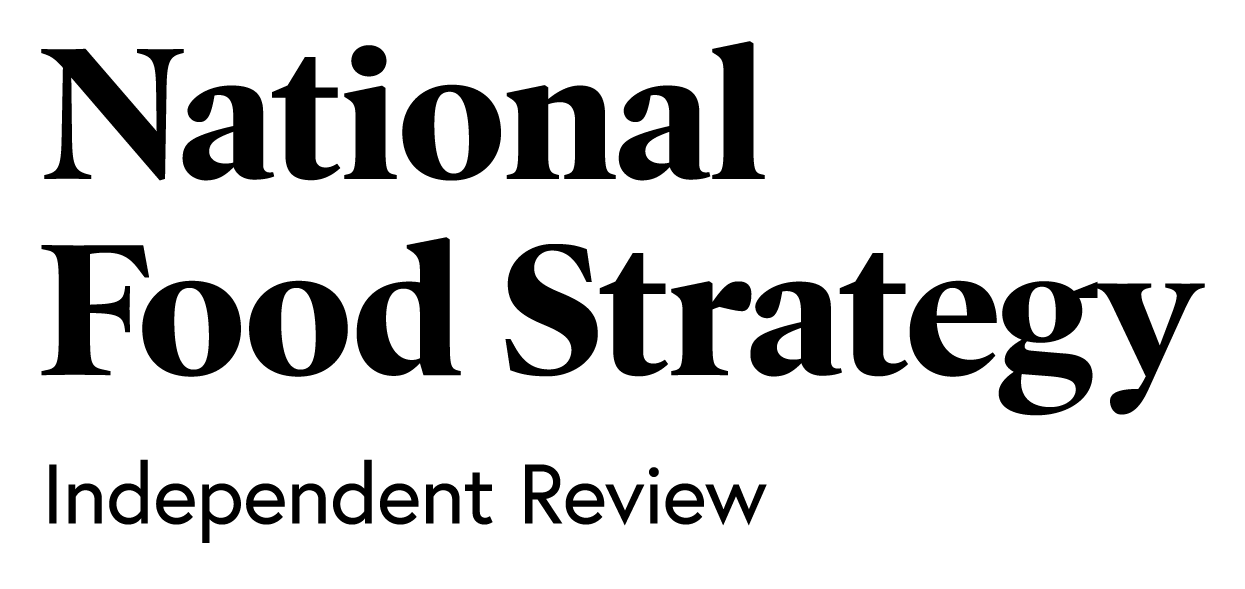 National
Food Strategy
Independent Review